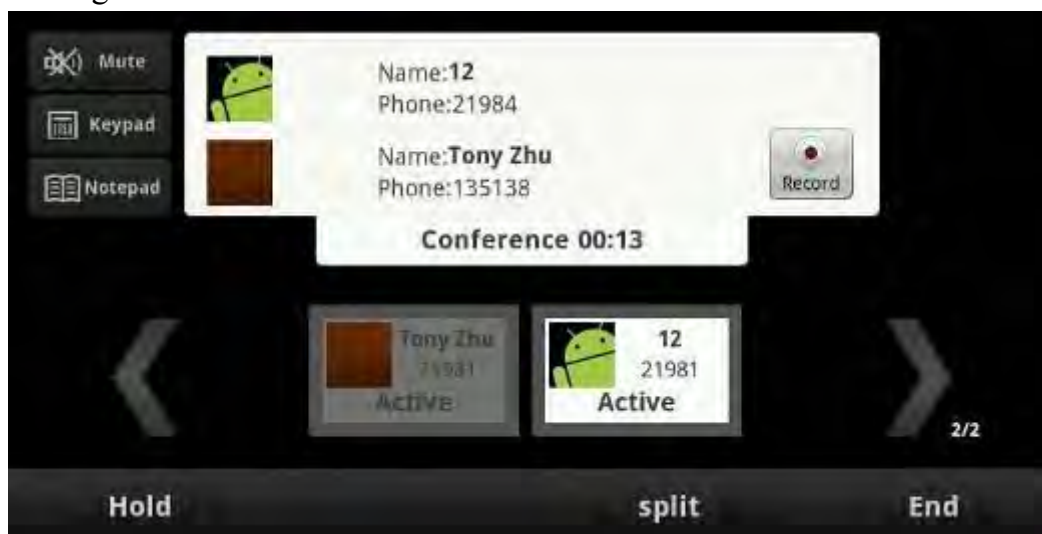 Mute
Keypad
Notepad
Name:12
Phone:21984
Name:Tony Zhu
Phone:135138
Record
Conference 00:13
Tony Zhu
21981
Active
12
21981
Active
2/2
Hold
split
End